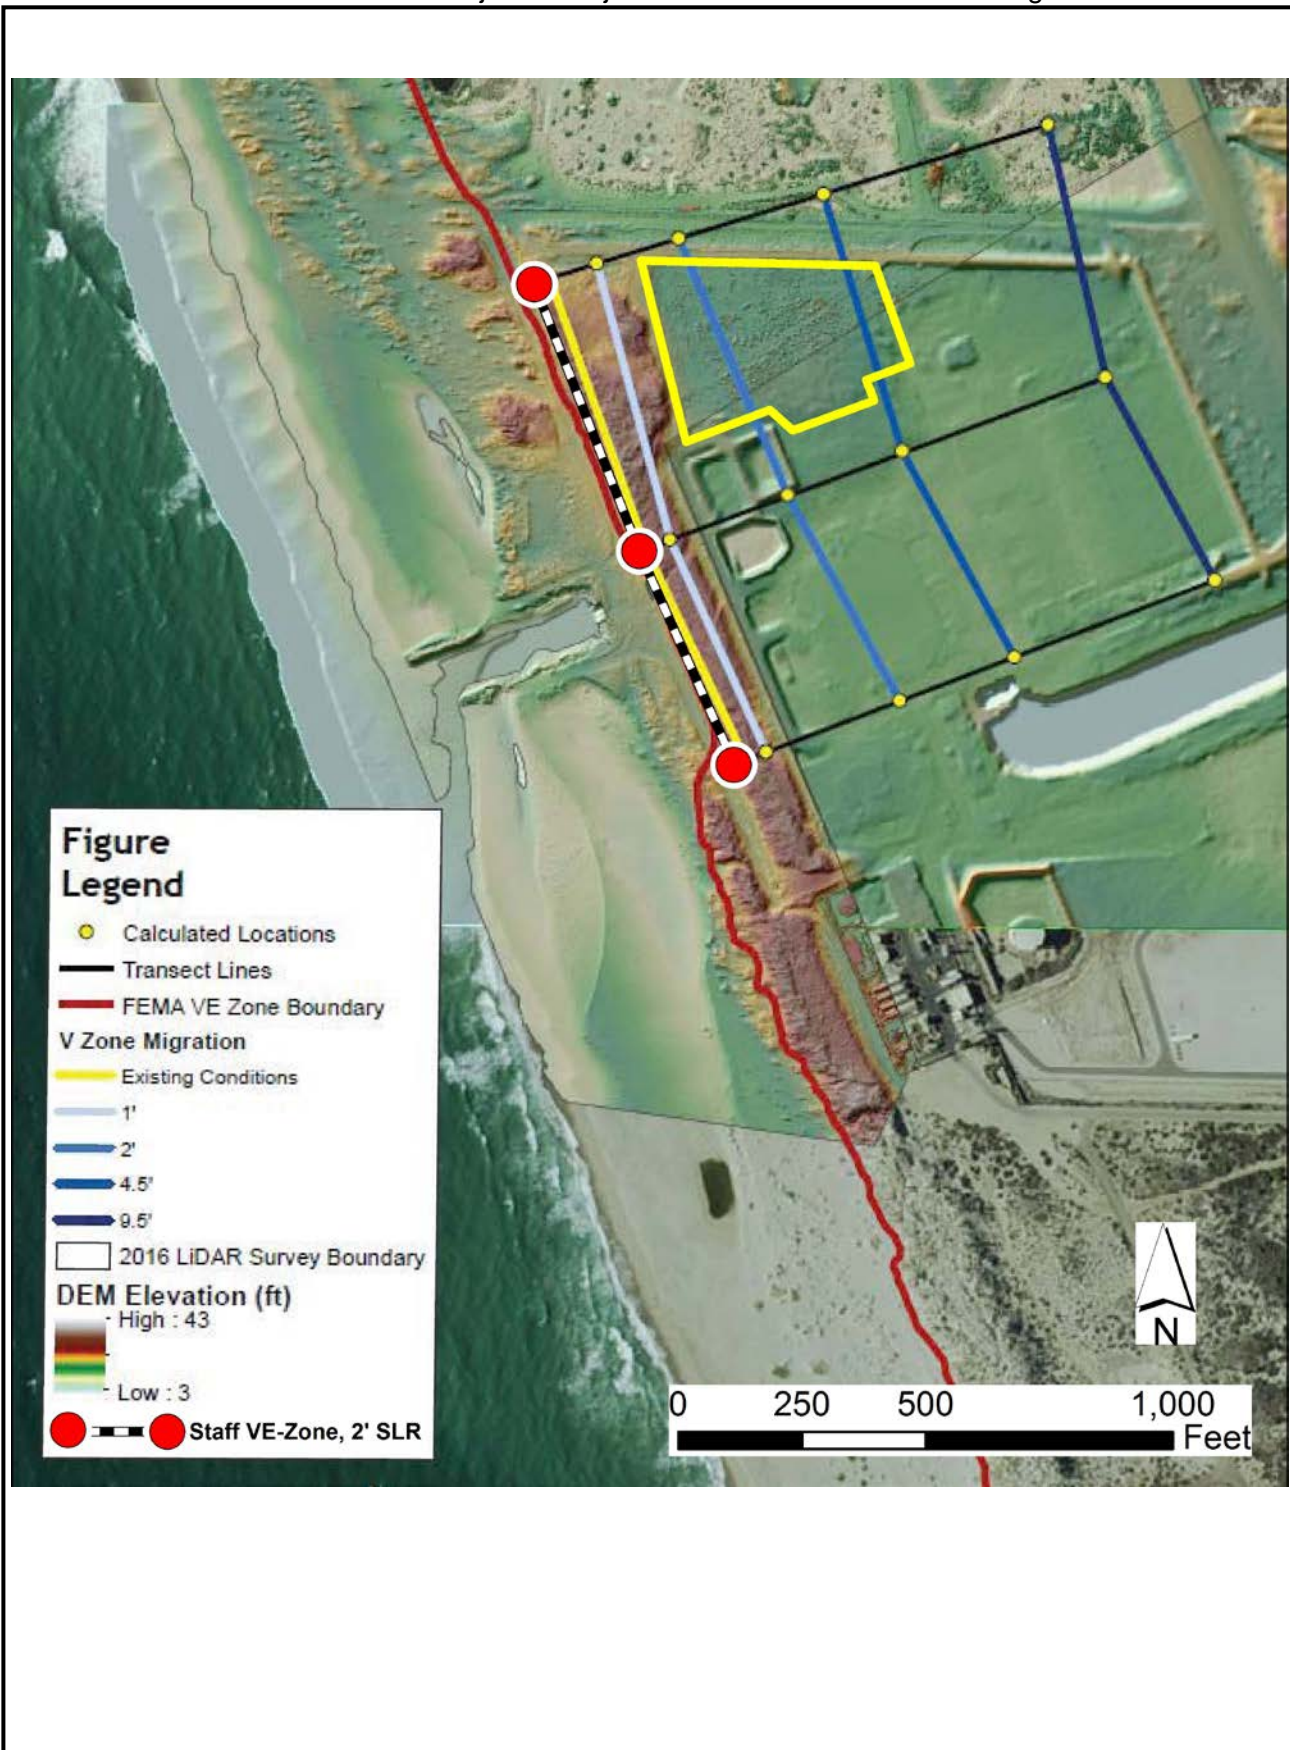 Figure
Legend
Calculated Locations
Transect Lines
FEMA VE Zone Boundary
V Zone Migration
Existing Conditions
1'
2'
4.5'
9.5'
2016 LiDAR Survey Boundary
DEM Elevation (ft)
High : 43
Low : 3
Staff VE-Zone, 2' SLR
N
0 250 500 1,000
Feet